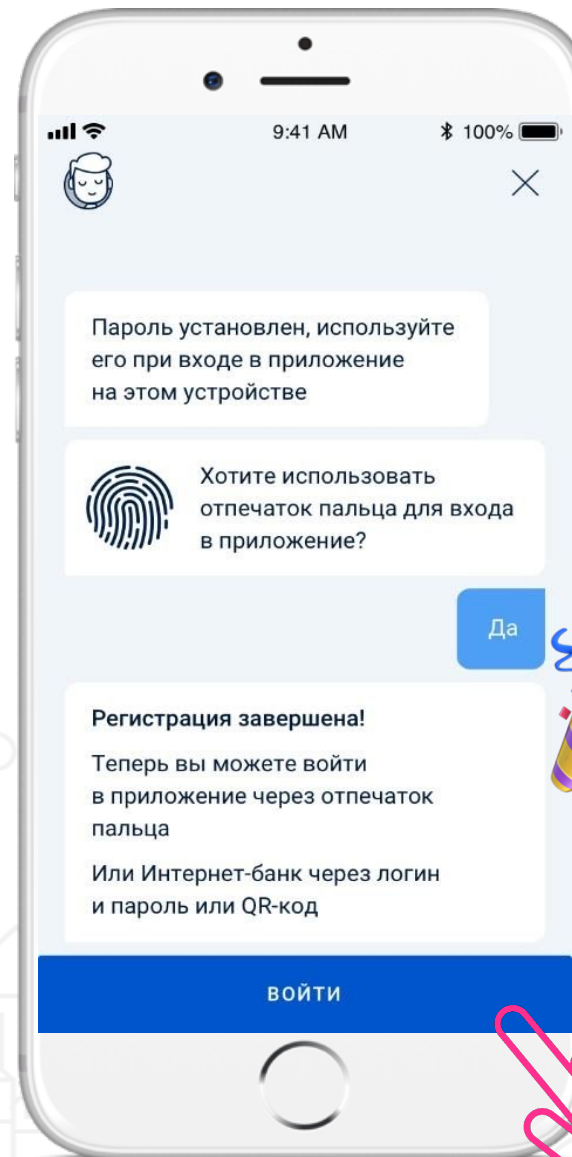 9:41 AM
100%
Пароль установлен, используйте
его при входе в приложение
на этом устройстве
Хотите использовать
отпечаток пальца для входа
в приложение?
Да
Регистрация завершена!
Теперь вы можете войти
в приложение через отпечаток
пальца
Или Интернет-банк через логин
и пароль или QR-код
ВОЙТИ